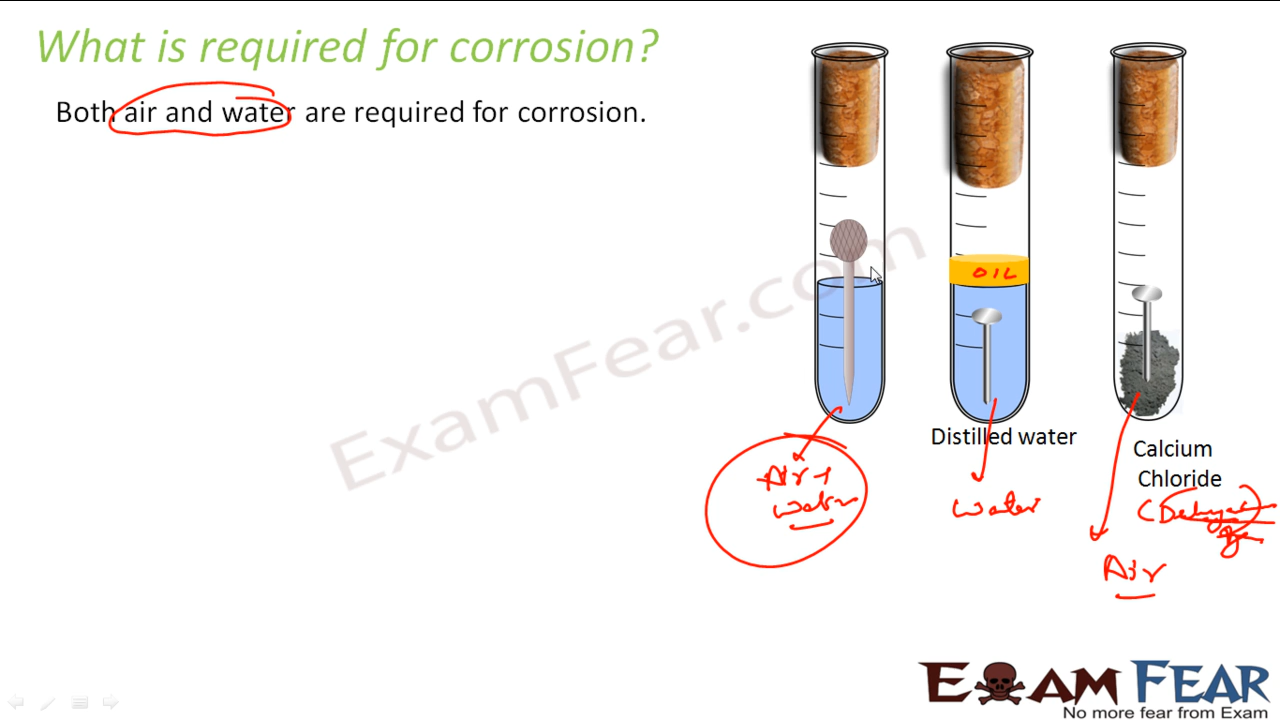 What is required for corrosion?
Both air and water are required for corrosion.
OIL
Distilled water
Calcium
Chloride
Air +
water
water
Air
ExamFear.com
EXAM FEAR
No more fear from Exam